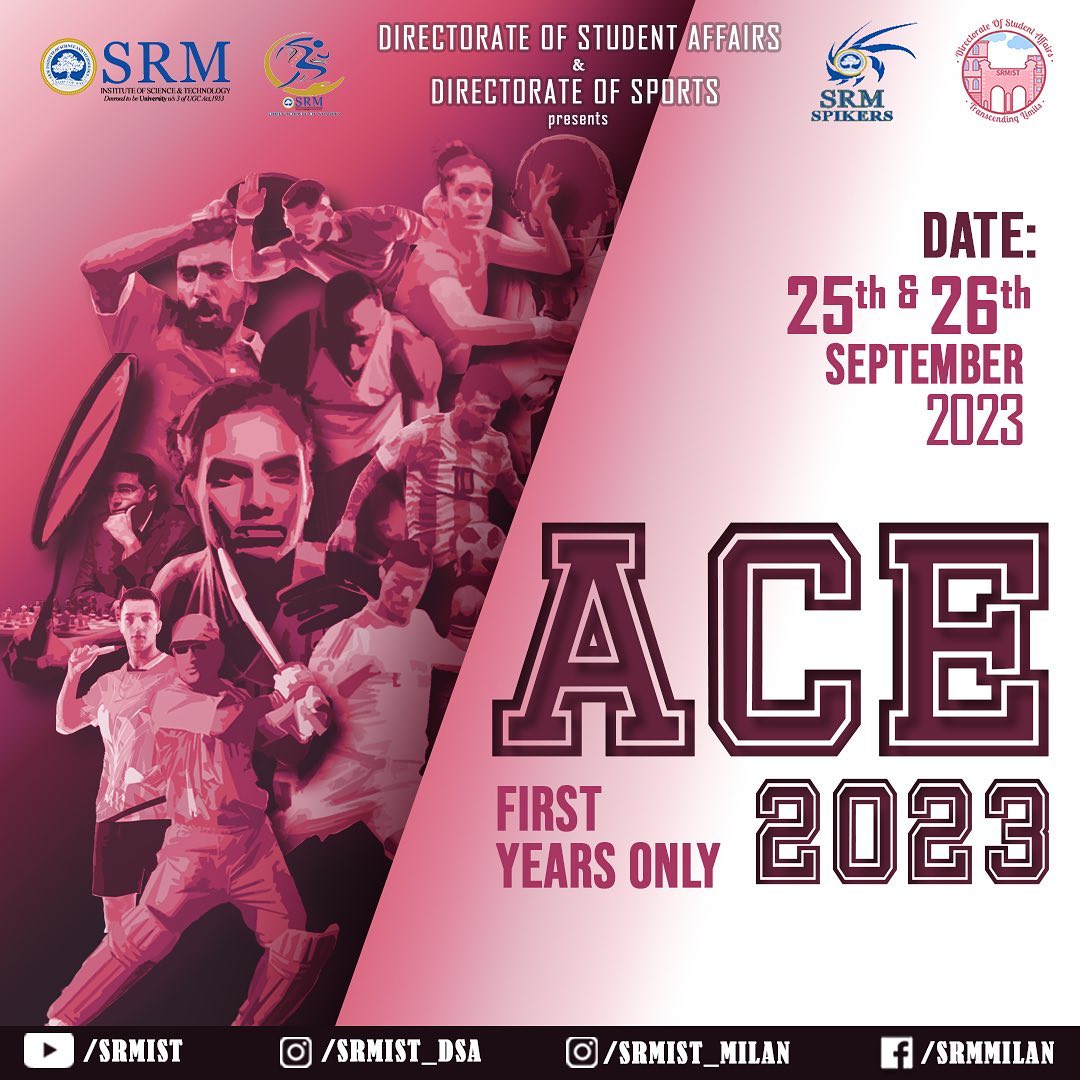 SRM
INSTITUTE OF SCIENCE & TECHNOLOGY
Deemed to be University u/s 3 of UGC Act, 1956
SRM
DIRECTORATE OF STUDENT AFFAIRS
&
DIRECTORATE OF SPORTS
presents
SRM
SPIKERS
Directorate Of Student Affairs
SRMIST
Transcending Limits
DATE:
25th & 26th
SEPTEMBER
2023
ACE
FIRST
YEARS ONLY
2023
/SRMIST
/SRMIST_DSA
/SRMIST_MILAN
/SRMMILAN